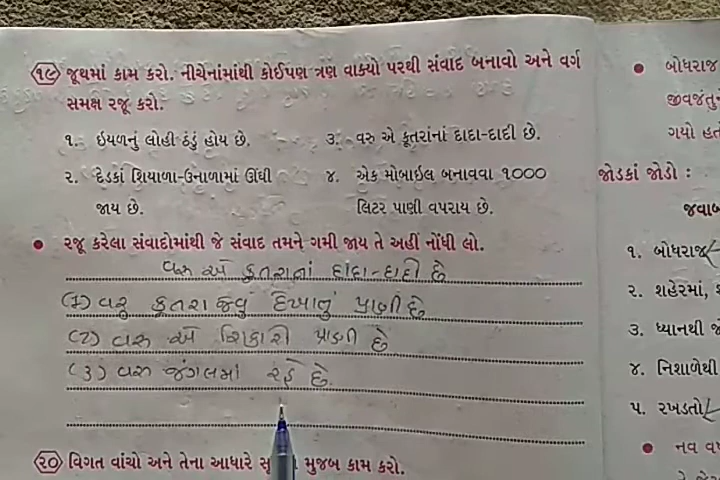 ૧૯ જૂથમાં કામ કરો. નીચેનાંમાંથી કોઈપણ ત્રણ વાક્યો પરથી સંવાદ બનાવો અને વર્ગ
સમક્ષ રજૂ કરો.
૧. ઇયળનું લોહી ઠંડું હોય છે.
૩. વરુ એ કૂતરાંનાં દાદા-દાદી છે.
૨. દેડકાં શિયાળા-ઉનાળામાં ઊંઘી
જાય છે.
૪. એક મોબાઇલ બનાવવા ૧૦૦૦
લિટર પાણી વપરાય છે.
● રજૂ કરેલા સંવાદોમાંથી જે સંવાદ તમને ગમી જાય તે અહીં નોંધી લો.
વરુ એ કુતરાનાં દાદા-દાદી છે
(૧) વરુ કૂતરા જેવું દેખાતું પ્રાણી છે
(૨) વરુ એ શિકારી પ્રાણી છે
(૩) વરુ જંગલમાં રહે છે.
૨૦ વિગત વાંચો અને તેના આધારે મુજબ કામ કરો.
● બોધરાજ
જીવજંતુ
ગયો હત
જોડકાં જોડો :
જવાબ
૧. બોધરાજ
૨. શહેરમાં,
૩. ધ્યાનથી
૪. નિશાળેથી
૫. રખડતો
● નવ વ